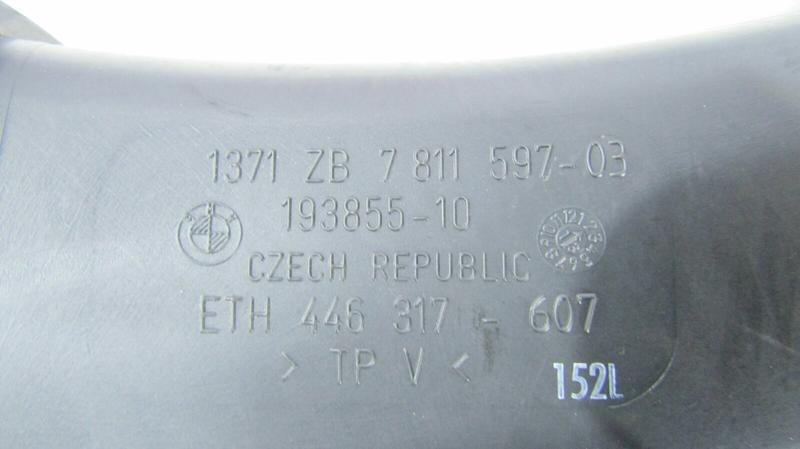 1371 ZB 7 811 597-03
193855-10
CZECH REPUBLIC
ETH 446 317 - 607
> TP V <
152L